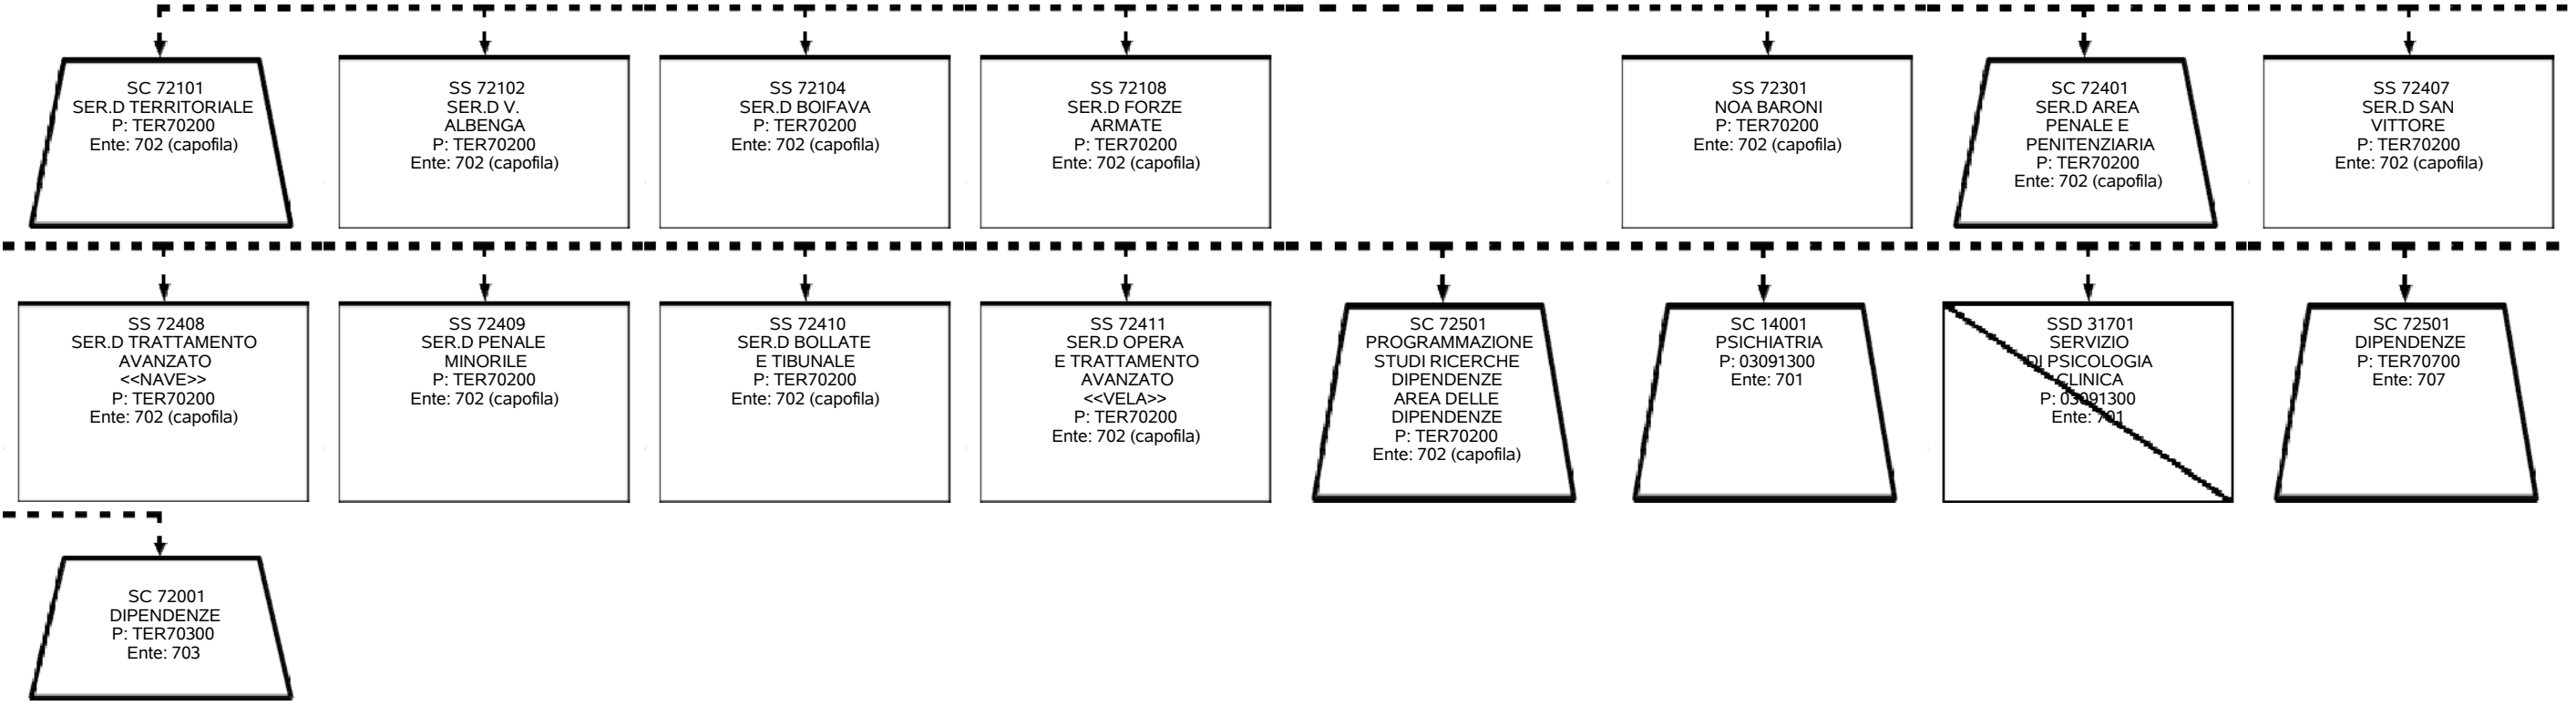 SC 72101
SER.D TERRITORIALE
P: TER70200
Ente: 702 (capofila)
SS 72102
SER.D V.
ALBENGA
P: TER70200
Ente: 702 (capofila)
SS 72104
SER.D BOIFAVA
P: TER70200
Ente: 702 (capofila)
SS 72108
SER.D FORZE
ARMATE
P: TER70200
Ente: 702 (capofila)
SS 72301
NOA BARONI
P: TER70200
Ente: 702 (capofila)
SC 72401
SER.D AREA
PENALE E
PENITENZIARIA
P: TER70200
Ente: 702 (capofila)
SS 72407
SER.D SAN
VITTORE
P: TER70200
Ente: 702 (capofila)
SS 72408
SER.D TRATTAMENTO
AVANZATO
<<NAVE>>
P: TER70200
Ente: 702 (capofila)
SS 72409
SER.D PENALE
MINORILE
P: TER70200
Ente: 702 (capofila)
SS 72410
SER.D BOLLATE
E TIBUNALE
P: TER70200
Ente: 702 (capofila)
SS 72411
SER.D OPERA
E TRATTAMENTO
AVANZATO
<<VELA>>
P: TER70200
Ente: 702 (capofila)
SC 72501
PROGRAMMAZIONE
STUDI RICERCHE
DIPENDENZE
AREA DELLE
DIPENDENZE
P: TER70200
Ente: 702 (capofila)
SC 14001
PSICHIATRIA
P: 03091300
Ente: 701
SSD 31701
SERVIZIO
DI PSICOLOGIA
CLINICA
P: 03091300
Ente: 701
SC 72501
DIPENDENZE
P: TER70700
Ente: 707
SC 72001
DIPENDENZE
P: TER70300
Ente: 703